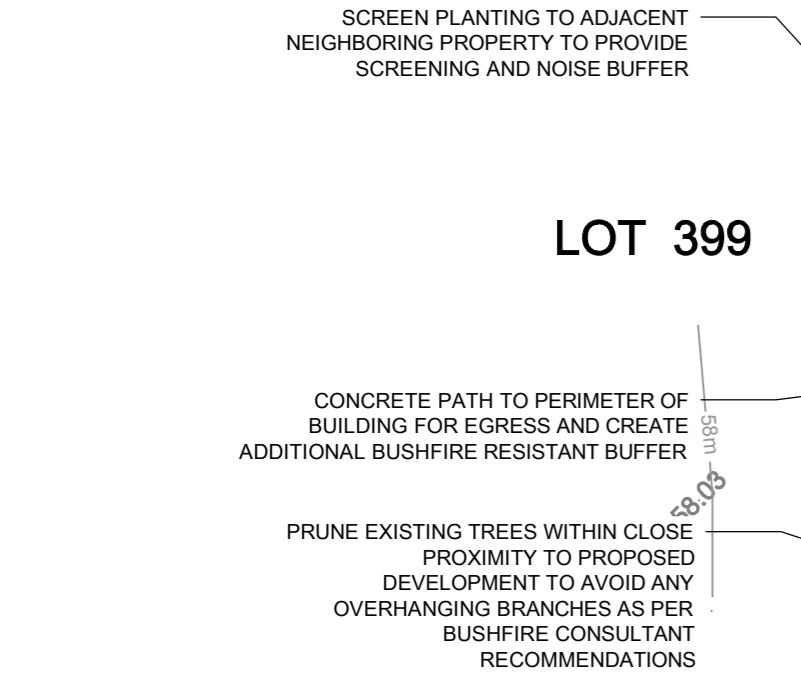 SCREEN PLANTING TO ADJACENT
NEIGHBORING PROPERTY TO PROVIDE
SCREENING AND NOISE BUFFER
LOT 399
CONCRETE PATH TO PERIMETER OF
BUILDING FOR EGRESS AND CREATE
ADDITIONAL BUSHFIRE RESISTANT BUFFER
58m
58.03
PRUNE EXISTING TREES WITHIN CLOSE
PROXIMITY TO PROPOSED
DEVELOPMENT TO AVOID ANY
OVERHANGING BRANCHES AS PER
BUSHFIRE CONSULTANT
RECOMMENDATIONS